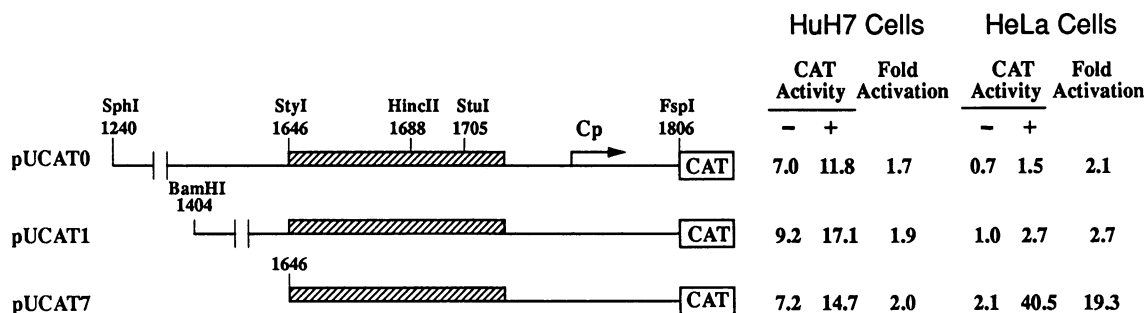 HuH7 Cells HeLa Cells
CAT Activity Fold Activation CAT Activity Fold Activation
− + − +
SphI 1240 StyI 1646 HincII 1688 StuI 1705 Cp FspI 1806
pUCAT0 CAT 7.0 11.8 1.7 0.7 1.5 2.1
BamHI 1404
pUCAT1 CAT 9.2 17.1 1.9 1.0 2.7 2.7
1646
pUCAT7 CAT 7.2 14.7 2.0 2.1 40.5 19.3